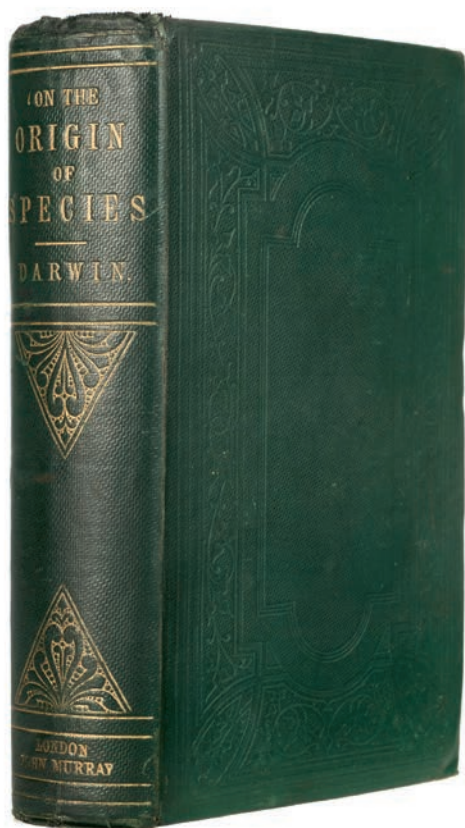 ON THE
ORIGIN
OF
SPECIES
DARWIN.
LONDON
JOHN MURRAY